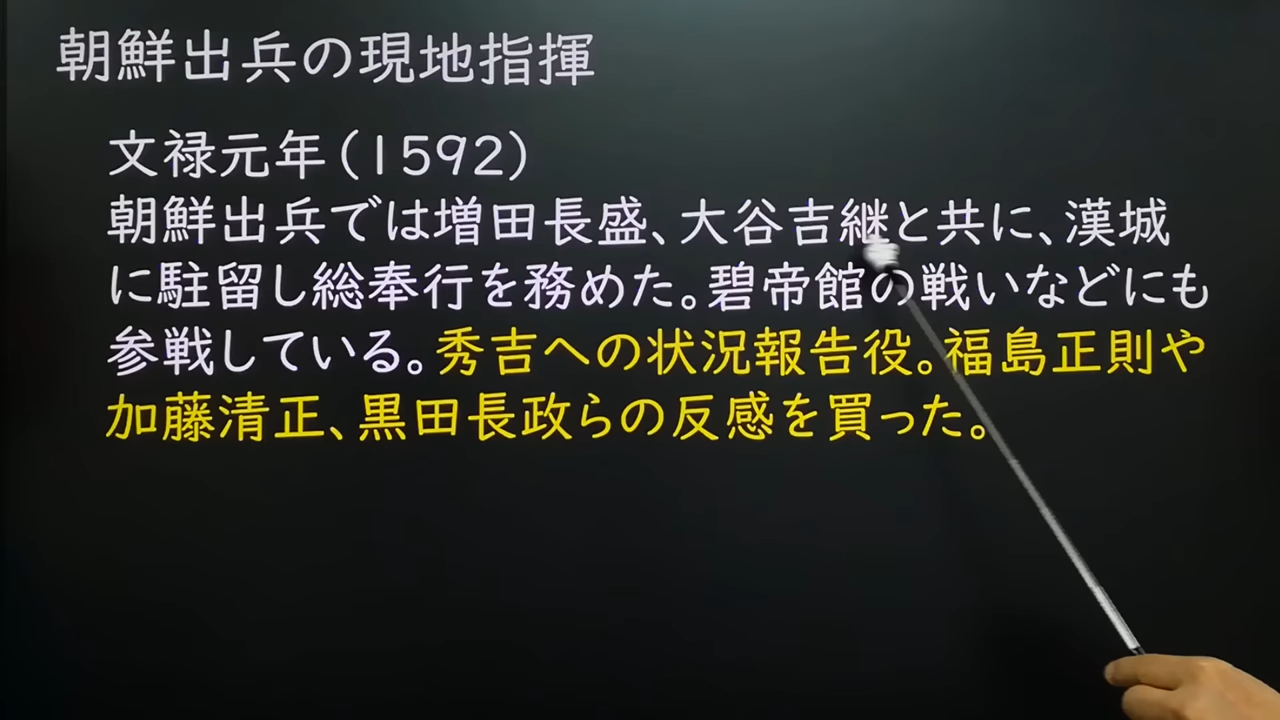 朝鮮出兵の現地指揮
文禄元年(1592)
朝鮮出兵では増田長盛、大谷吉継と共に、漢城
に駐留し総奉行を務めた。碧帝館の戦いなどにも
参戦している。秀吉への状況報告役。福島正則や
加藤清正、黒田長政らの反感を買った。